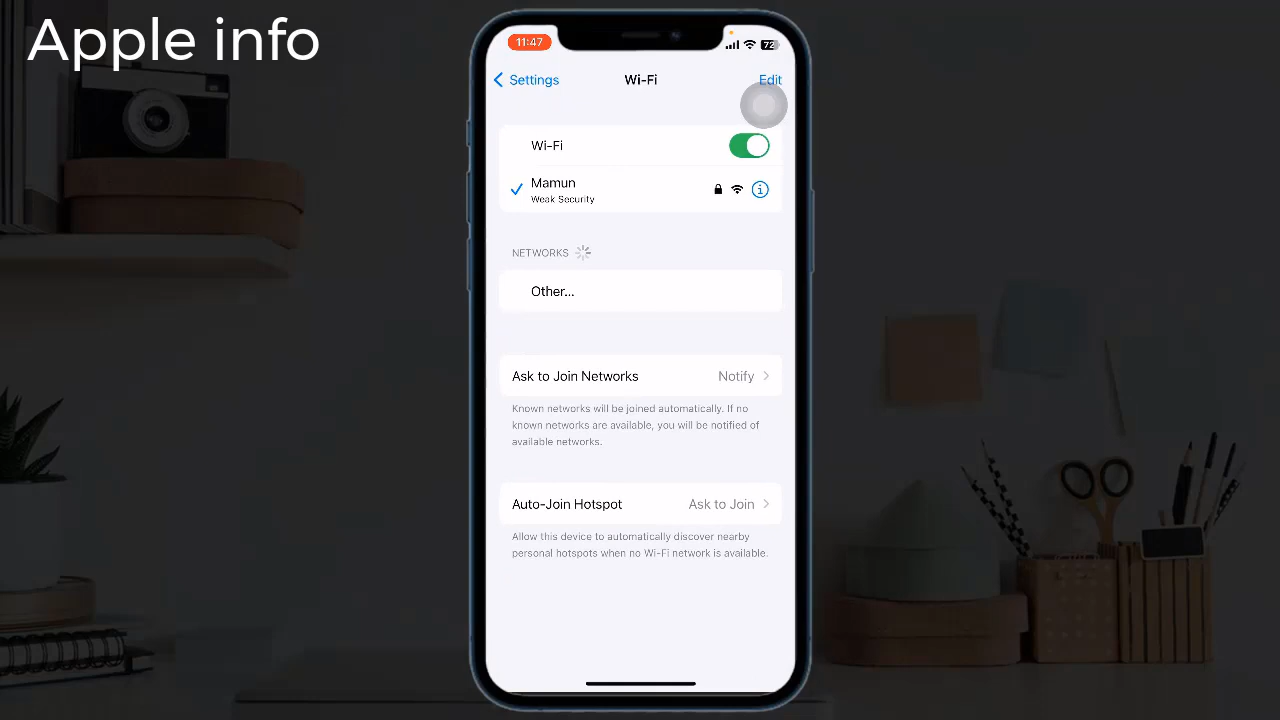 Apple info
11:47
72
Settings
Wi-Fi
Edit
Wi-Fi
Mamun
Weak Security
NETWORKS
Other...
Ask to Join Networks
Notify
Known networks will be joined automatically. If no
known networks are available, you will be notified of
available networks.
Auto-Join Hotspot
Ask to Join
Allow this device to automatically discover nearby
personal hotspots when no Wi-Fi network is available.